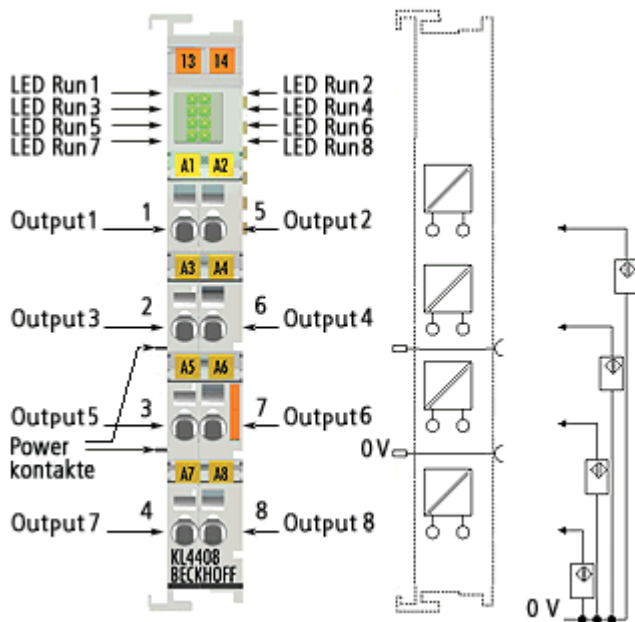 13 14
LED Run 1
LED Run 2
LED Run 3
LED Run 4
LED Run 5
LED Run 6
LED Run 7
LED Run 8
A1 A2
Output 1
1
5
Output 2
A3 A4
Output 3
2
6
Output 4
A5 A6
Output 5
3
7
Output 6
Power
kontakte
0 V
A7 A8
Output 7
4
8
Output 8
KL4408
BECKHOFF
0 V